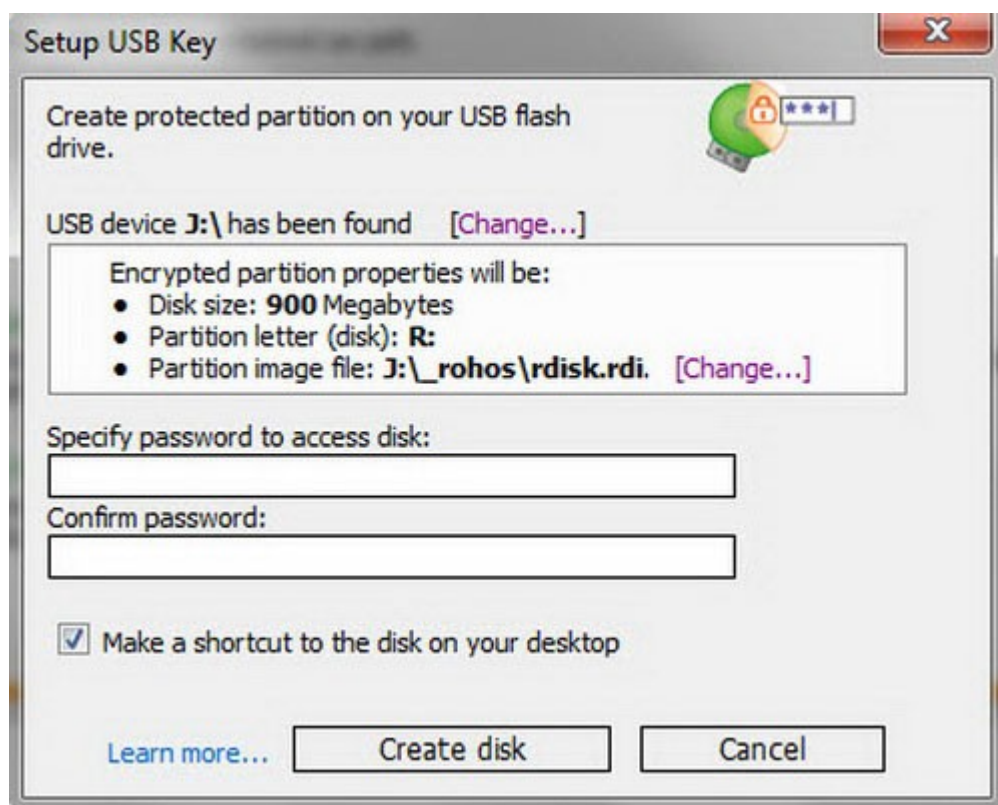 Setup USB Key
***
Create protected partition on your USB flash
drive.
USB device J:\ has been found [Change...]
Encrypted partition properties will be:
● Disk size: 900 Megabytes
● Partition letter (disk): R:
● Partition image file: J:\_rohos\rdisk.rdi. [Change...]
Specify password to access disk:
Confirm password:
Make a shortcut to the disk on your desktop
Learn more... Create disk Cancel